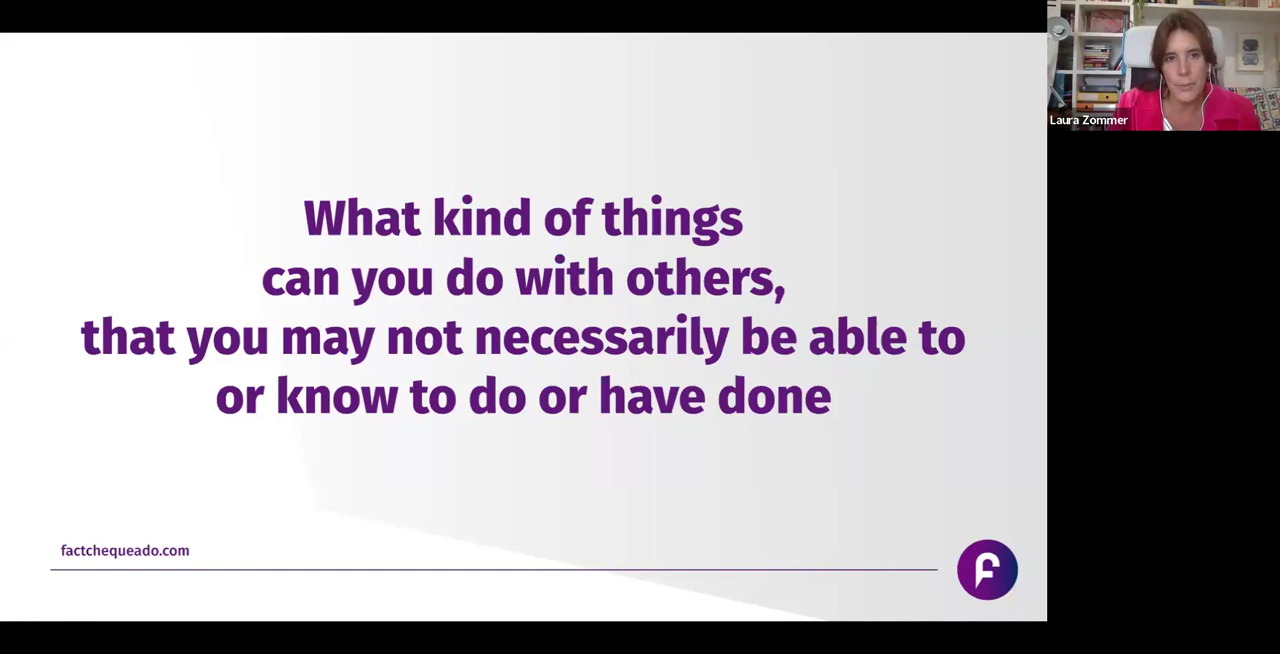 Laura Zommer
What kind of things
can you do with others,
that you may not necessarily be able to
or know to do or have done
factchequeado.com